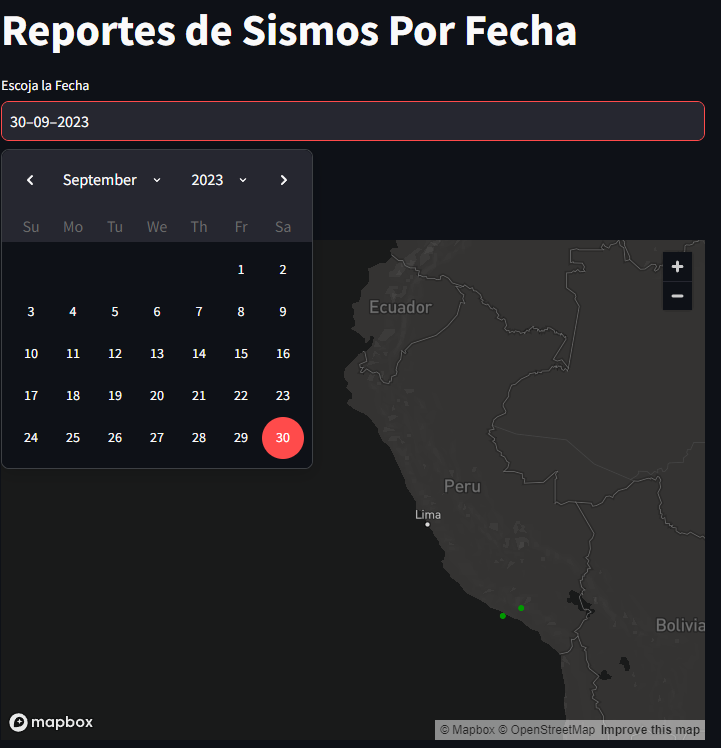 Reportes de Sismos Por Fecha
Escoja la Fecha
30–09–2023
September 2023
Su Mo Tu We Th Fr Sa
1 2
3 4 5 6 7 8 9
10 11 12 13 14 15 16
17 18 19 20 21 22 23
24 25 26 27 28 29 30
+
−
Ecuador
Peru
Lima
Bolivia
mapbox
© Mapbox © OpenStreetMap Improve this map